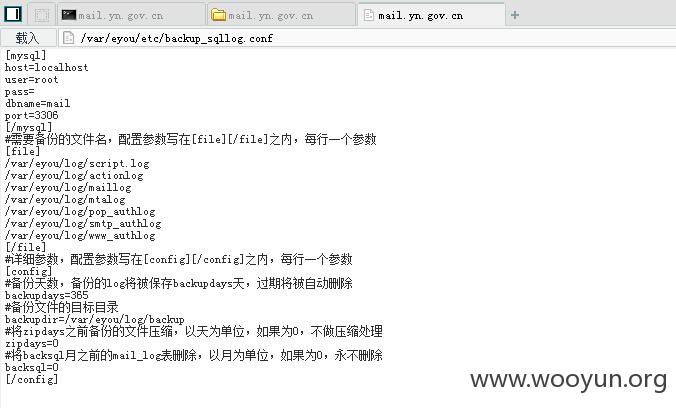 mail.yn.gov.cn
mail.yn.gov.cn
mail.yn.gov.cn
载入
/var/eyou/etc/backup_sqllog.conf
[mysql]
host=localhost
user=root
pass=
dbname=mail
port=3306
[/mysql]
#需要备份的文件名，配置参数写在[file][/file]之内，每行一个参数
[file]
/var/eyou/log/script.log
/var/eyou/log/actionlog
/var/eyou/log/maillog
/var/eyou/log/mtalog
/var/eyou/log/pop_authlog
/var/eyou/log/smtp_authlog
/var/eyou/log/www_authlog
[/file]
#详细参数，配置参数写在[config][/config]之内，每行一个参数
[config]
#备份天数，备份的log将被保存backupdays天，过期将被自动删除
backupdays=365
#备份文件的目标目录
backupdir=/var/eyou/log/backup
#将zipdays之前备份的文件压缩，以天为单位，如果为0，不做压缩处理
zipdays=0
#将backsql月之前的mail_log表删除，以月为单位，如果为0，永不删除
backsql=0
[/config]
www.wooyun.org